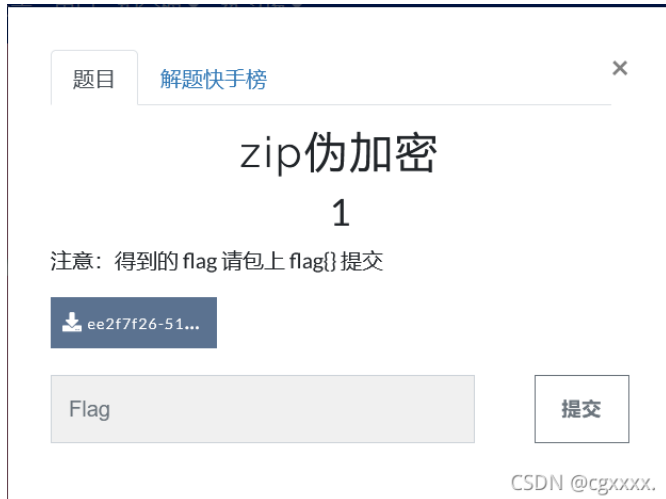 题目 解题快手榜 ×
zip伪加密
1
注意：得到的 flag 请包上 flag{} 提交
ee2f7f26-51...
Flag 提交
CSDN @cgxxxx.